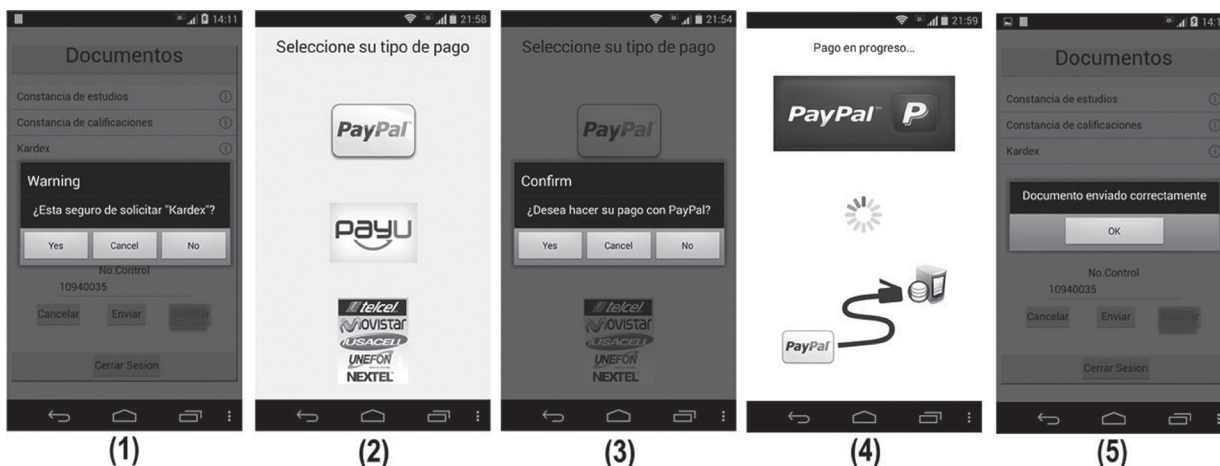 14:11
Documentos
Constancia de estudios
Constancia de calificaciones
Kardex
Warning
¿Esta seguro de solicitar "Kardex"?
Yes Cancel No
No.Control
10940035
Cancelar Enviar
Cerrar Sesion
(1)
21:58
Seleccione su tipo de pago
PayPal
payu
telcel
movistar
IUSACELL
UNEFON
NEXTEL
(2)
21:54
Seleccione su tipo de pago
PayPal
Confirm
¿Desea hacer su pago con PayPal?
Yes Cancel No
telcel
movistar
IUSACELL
UNEFON
NEXTEL
(3)
21:59
Pago en progreso...
PayPal P
PayPal
(4)
Documentos
Constancia de estudios
Constancia de calificaciones
Kardex
Documento enviado correctamente
OK
No.Control
10940035
Cancelar Enviar
Cerrar Sesion
(5)